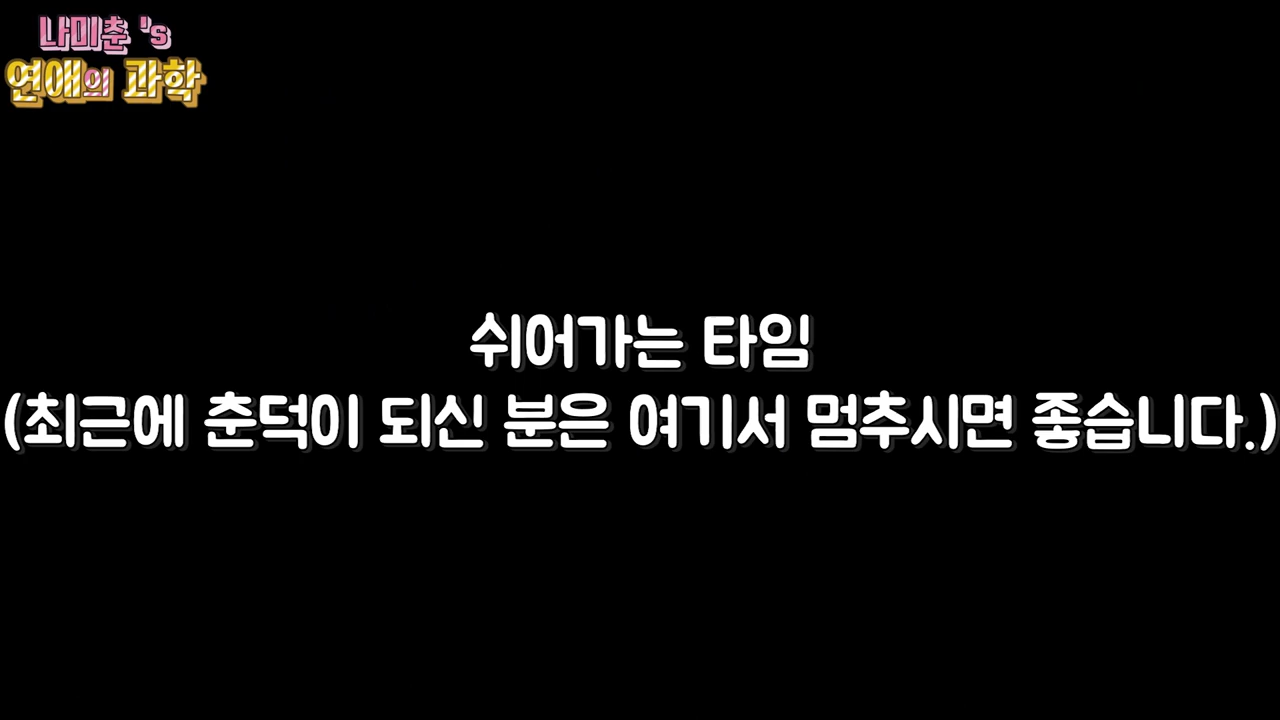 나미춘 's
연애의 과학
쉬어가는 타임
(최근에 춘덕이 되신 분은 여기서 멈추시면 좋습니다.)